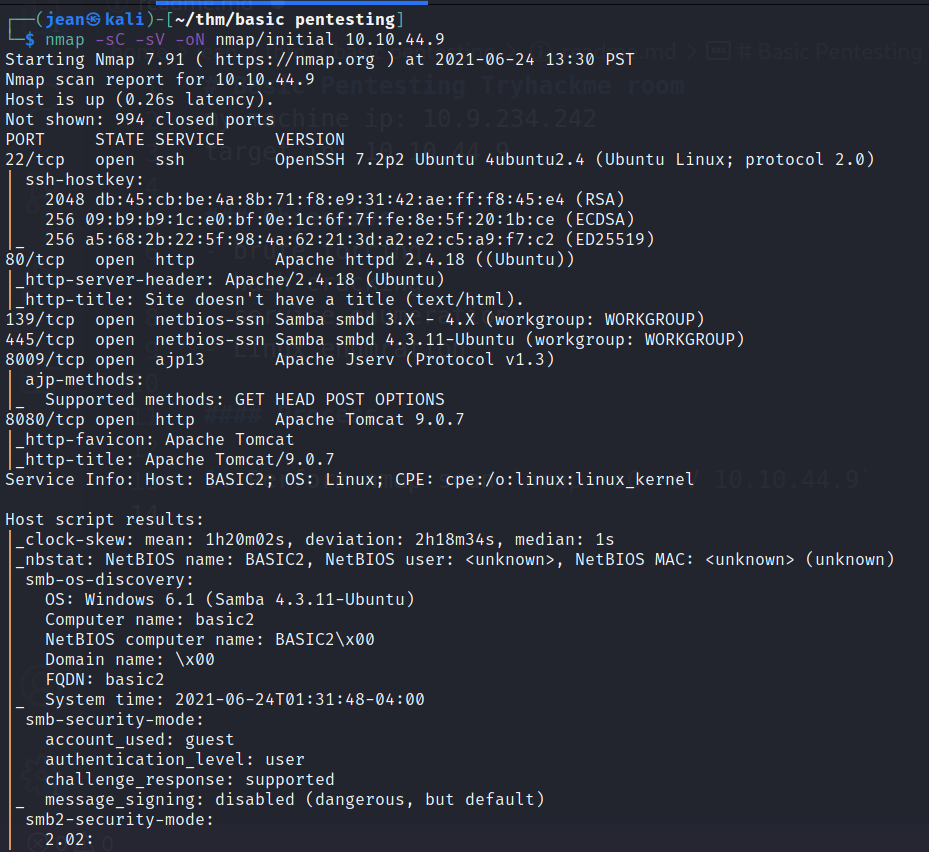 ┌──(jean㉿kali)-[~/thm/basic pentesting]
└─$ nmap -sC -sV -oN nmap/initial 10.10.44.9
Starting Nmap 7.91 ( https://nmap.org ) at 2021-06-24 13:30 PST
Nmap scan report for 10.10.44.9
Host is up (0.26s latency).
Not shown: 994 closed ports
PORT     STATE SERVICE     VERSION
22/tcp   open  ssh         OpenSSH 7.2p2 Ubuntu 4ubuntu2.4 (Ubuntu Linux; protocol 2.0)
| ssh-hostkey:
|   2048 db:45:cb:be:4a:8b:71:f8:e9:31:42:ae:ff:f8:45:e4 (RSA)
|   256 09:b9:b9:1c:e0:bf:0e:1c:6f:7f:fe:8e:5f:20:1b:ce (ECDSA)
|_  256 a5:68:2b:22:5f:98:4a:62:21:3d:a2:e2:c5:a9:f7:c2 (ED25519)
80/tcp   open  http        Apache httpd 2.4.18 ((Ubuntu))
|_http-server-header: Apache/2.4.18 (Ubuntu)
|_http-title: Site doesn't have a title (text/html).
139/tcp  open  netbios-ssn Samba smbd 3.X - 4.X (workgroup: WORKGROUP)
445/tcp  open  netbios-ssn Samba smbd 4.3.11-Ubuntu (workgroup: WORKGROUP)
8009/tcp open  ajp13       Apache Jserv (Protocol v1.3)
| ajp-methods:
|_  Supported methods: GET HEAD POST OPTIONS
8080/tcp open  http        Apache Tomcat 9.0.7
|_http-favicon: Apache Tomcat
|_http-title: Apache Tomcat/9.0.7
Service Info: Host: BASIC2; OS: Linux; CPE: cpe:/o:linux:linux_kernel
Host script results:
|_clock-skew: mean: 1h20m02s, deviation: 2h18m34s, median: 1s
|_nbstat: NetBIOS name: BASIC2, NetBIOS user: <unknown>, NetBIOS MAC: <unknown> (unknown)
| smb-os-discovery:
|   OS: Windows 6.1 (Samba 4.3.11-Ubuntu)
|   Computer name: basic2
|   NetBIOS computer name: BASIC2\x00
|   Domain name: \x00
|   FQDN: basic2
|_  System time: 2021-06-24T01:31:48-04:00
| smb-security-mode:
|   account_used: guest
|   authentication_level: user
|   challenge_response: supported
|_  message_signing: disabled (dangerous, but default)
| smb2-security-mode:
|   2.02: